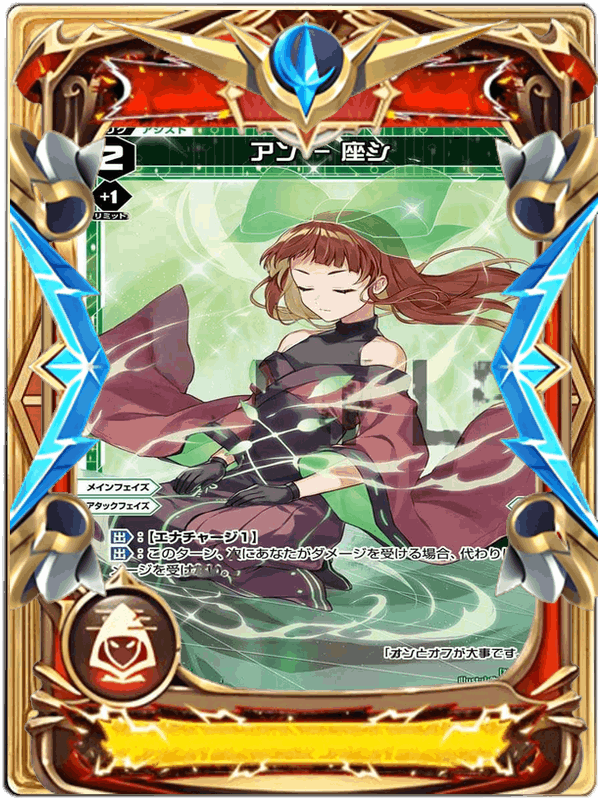 アシスト
2
アン－座シ
+1
リミット
メインフェイズ
アタックフェイズ
出：【エナチャージ1】
出：このターン、次にあなたがダメージを受ける場合、代わり
メージを受けない。
「オンとオフが大事です